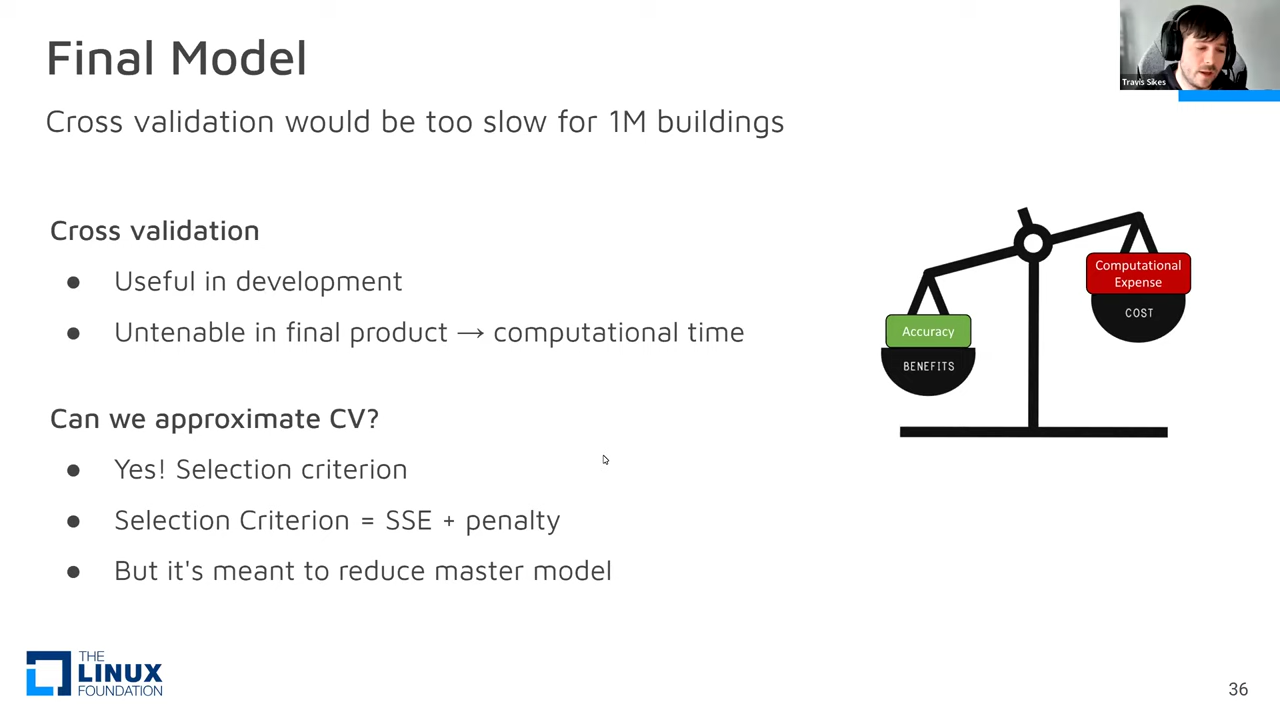 Final Model
Travis Sikes
Cross validation would be too slow for 1M buildings
Cross validation
● Useful in development
● Untenable in final product → computational time
Can we approximate CV?
● Yes! Selection criterion
● Selection Criterion = SSE + penalty
● But it's meant to reduce master model
Computational
Expense
COST
Accuracy
BENEFITS
THE
LINUX
FOUNDATION
36